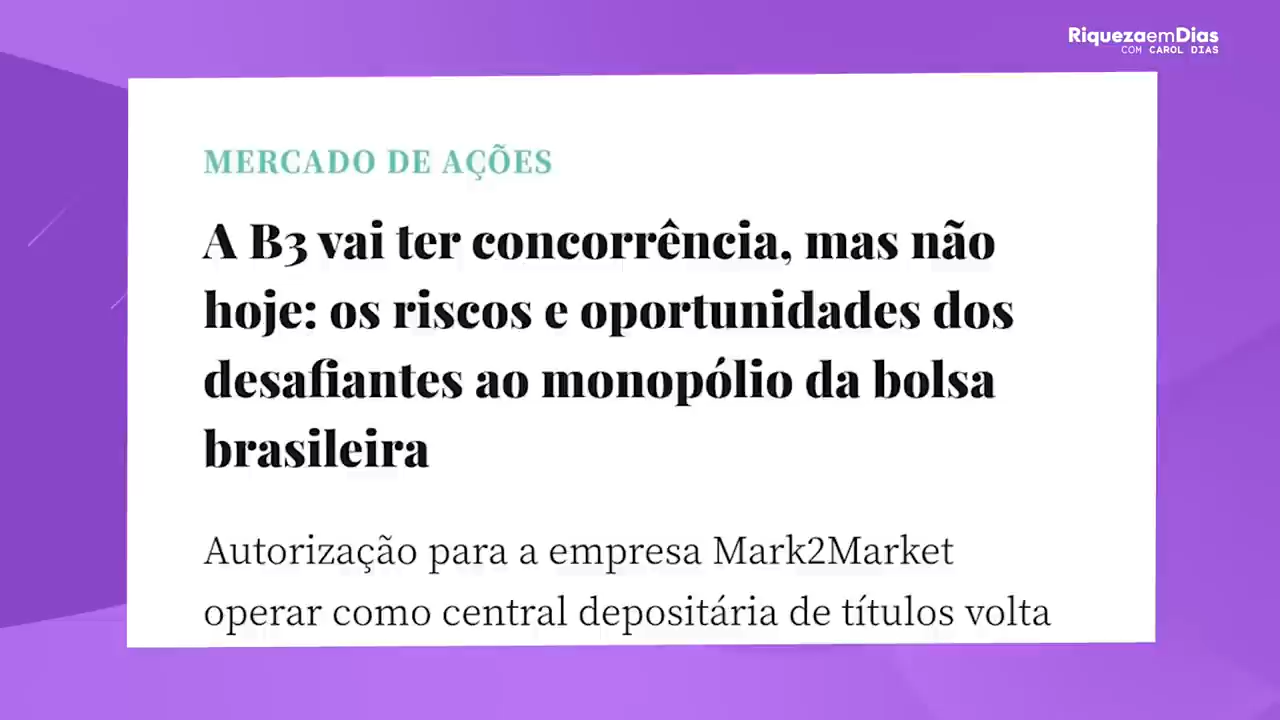 RiquezaemDias
COM CAROL DIAS
MERCADO DE AÇÕES
A B3 vai ter concorrência, mas não
hoje: os riscos e oportunidades dos
desafiantes ao monopólio da bolsa
brasileira
Autorização para a empresa Mark2Market
operar como central depositária de títulos volta